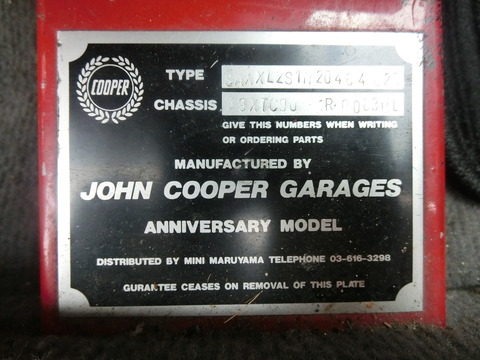 COOPER
TYPE
CHASSIS
GIVE THIS NUMBERS WHEN WRITING
OR ORDERING PARTS
MANUFACTURED BY
JOHN COOPER GARAGES
ANNIVERSARY MODEL
DISTRIBUTED BY MINI MARUYAMA TELEPHONE 03-616-3298
GURANTEE CEASES ON REMOVAL OF THIS PLATE